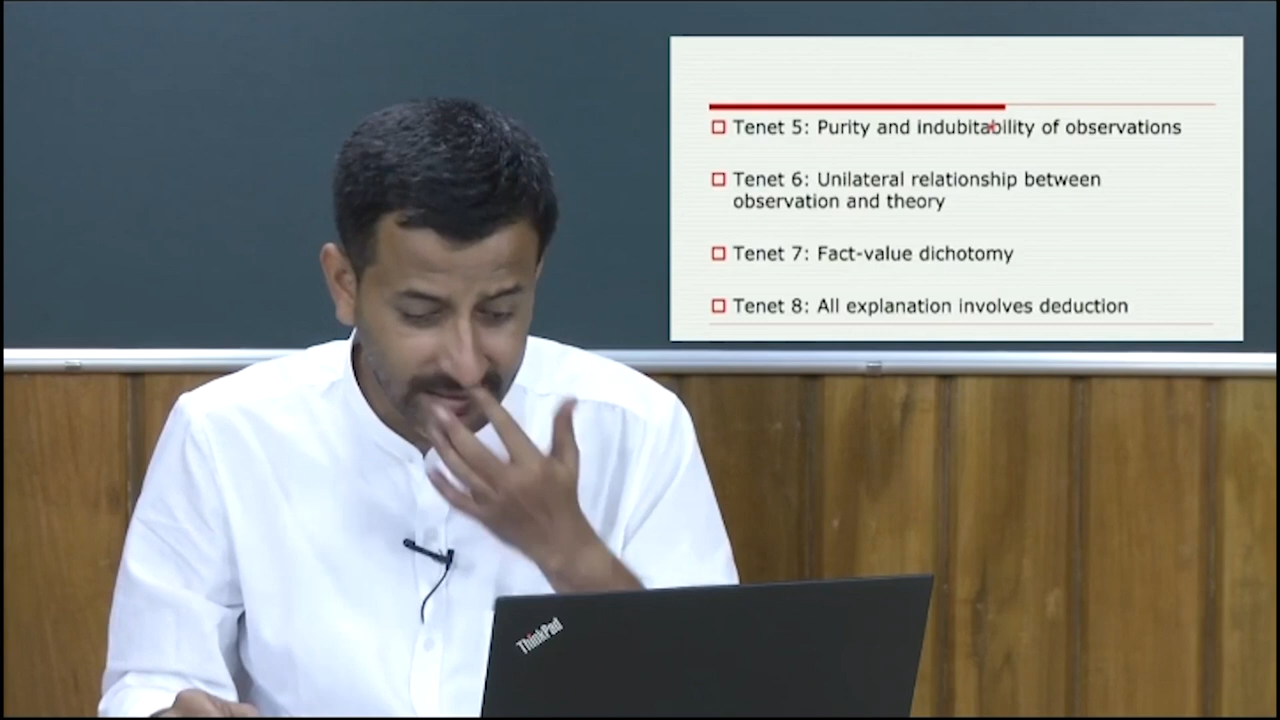 Tenet 5: Purity and indubitability of observations
Tenet 6: Unilateral relationship between
observation and theory
Tenet 7: Fact-value dichotomy
Tenet 8: All explanation involves deduction
ThinkPad